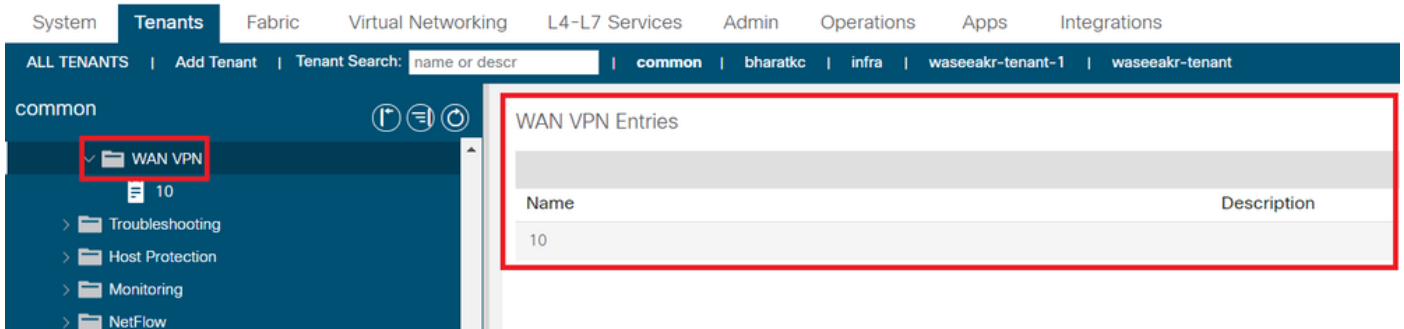 System Tenants Fabric Virtual Networking L4-L7 Services Admin Operations Apps Integrations
ALL TENANTS | Add Tenant | Tenant Search: name or descr | common | bharatkc | infra | waseeakr-tenant-1 | waseeakr-tenant
common
WAN VPN
10
Troubleshooting
Host Protection
Monitoring
NetFlow
WAN VPN Entries
Name Description
10